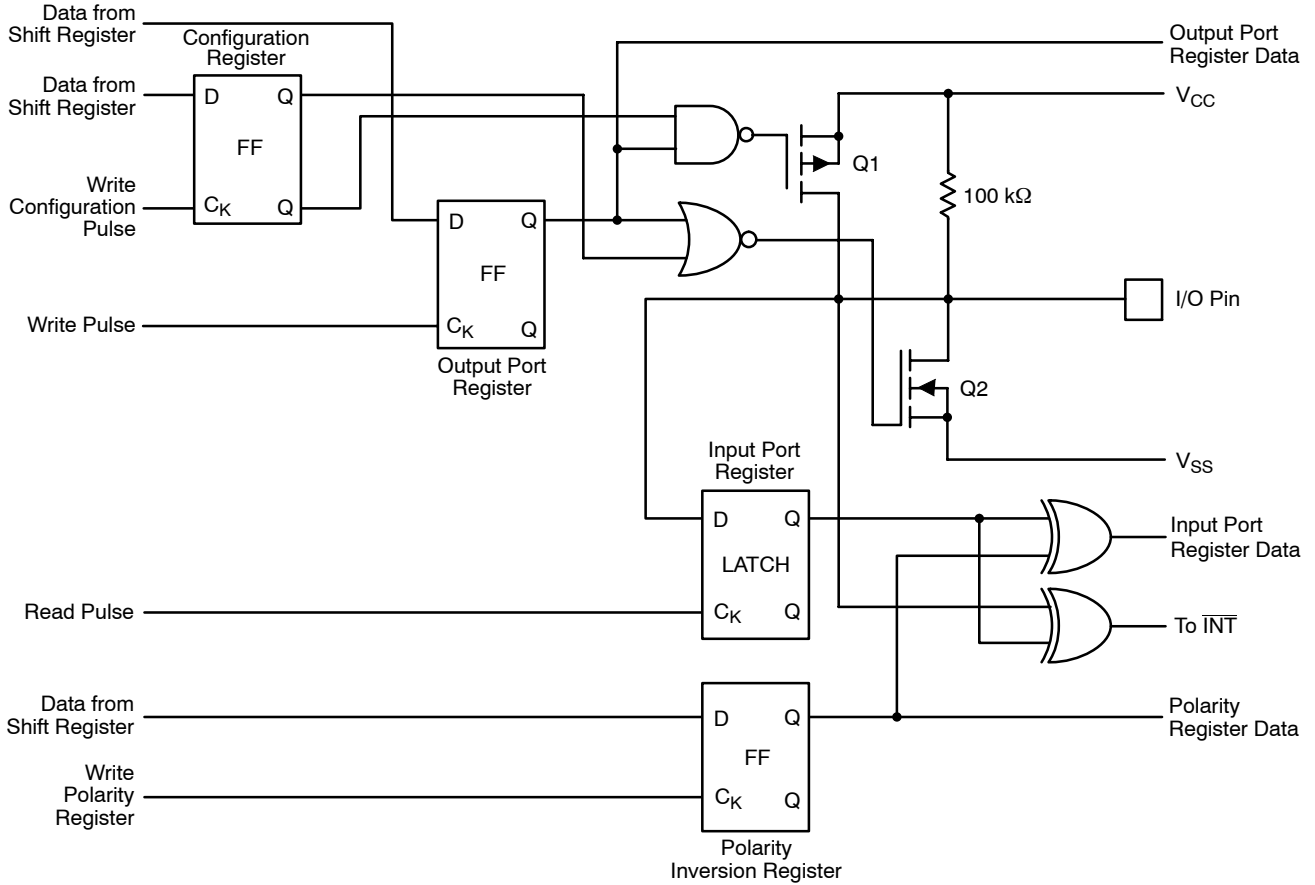 Data from
Shift Register
Configuration
Register
Output Port
Register Data
Data from
Shift Register
D
Q
FF
Write
Configuration
Pulse
CK
Q
VCC
Q1
100 kΩ
D
Q
FF
Write Pulse
CK
Q
Output Port
Register
I/O Pin
Q2
VSS
Input Port
Register
D
Q
LATCH
Read Pulse
CK
Q
Input Port
Register Data
To INT
Data from
Shift Register
D
Q
FF
Polarity
Register Data
Write
Polarity
Register
CK
Q
Polarity
Inversion Register